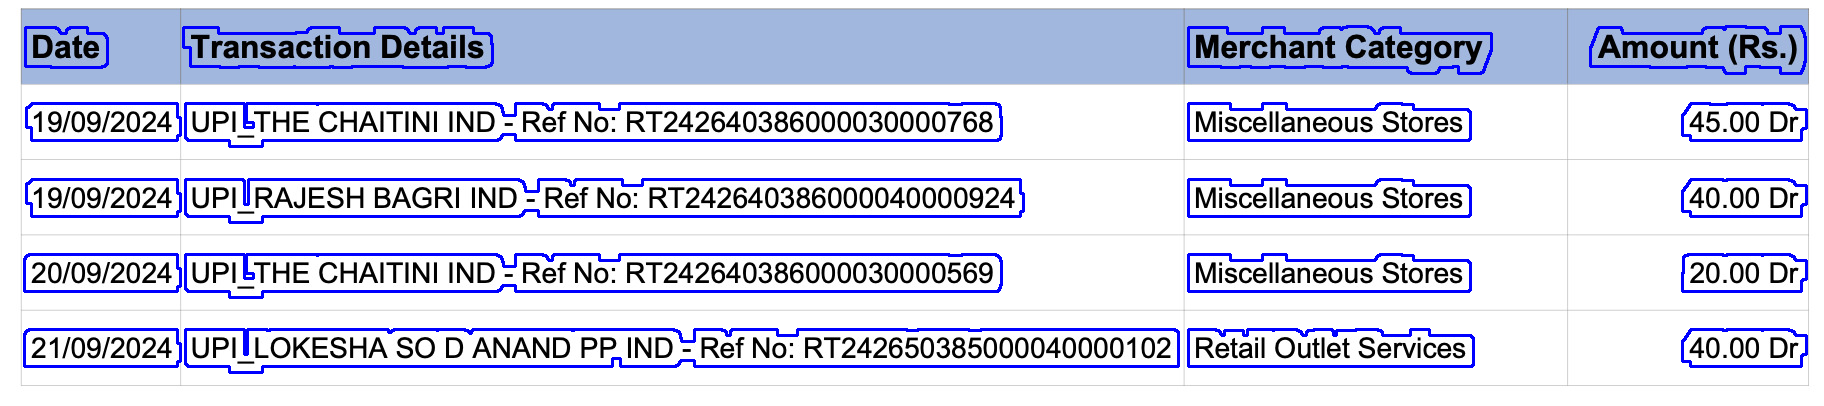 Date Transaction Details Merchant Category Amount (Rs.)
19/09/2024 UPI_THE CHAITINI IND - Ref No: RT242640386000030000768 Miscellaneous Stores 45.00 Dr
19/09/2024 UPI_RAJESH BAGRI IND - Ref No: RT242640386000040000924 Miscellaneous Stores 40.00 Dr
20/09/2024 UPI_THE CHAITINI IND - Ref No: RT242640386000030000569 Miscellaneous Stores 20.00 Dr
21/09/2024 UPI_LOKESHA SO D ANAND PP IND - Ref No: RT242650385000040000102 Retail Outlet Services 40.00 Dr